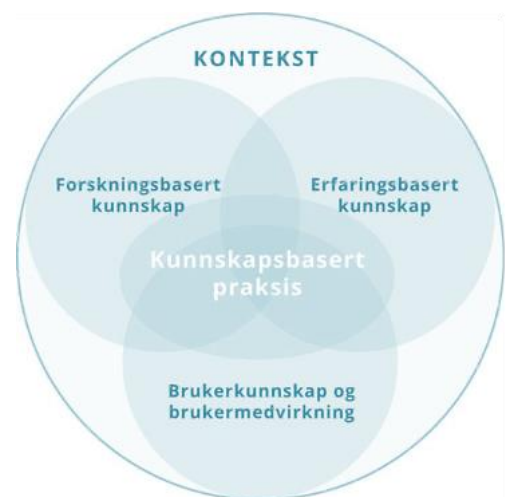 KONTEKST
Forskningsbasert
kunnskap
Erfaringsbasert
kunnskap
Kunnskapsbasert
praksis
Brukerkunnskap og
brukermedvirkning